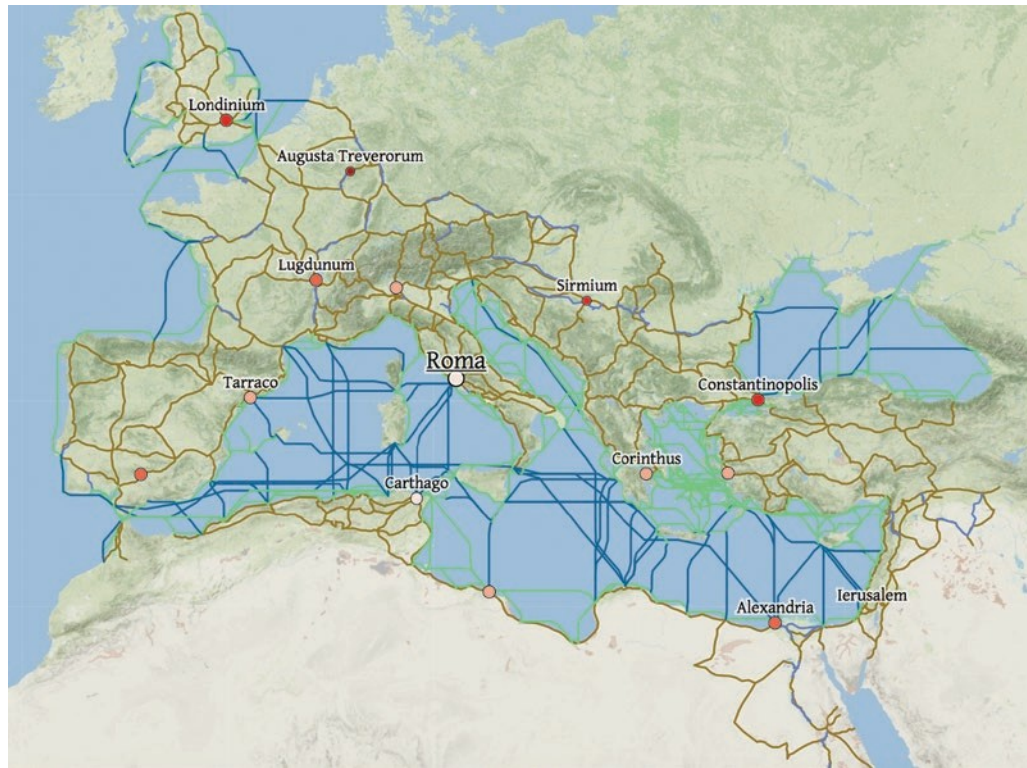 Londinium
Augusta Treverorum
Lugdunum
Sirmium
Roma
Tarraco
Constantinopolis
Corinthus
Carthago
Ierusalem
Alexandria